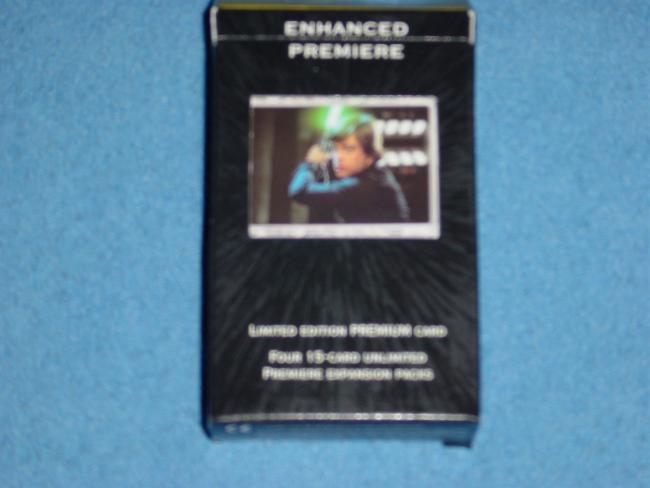 ENHANCED
PREMIERE
LIMITED EDITION PREMIUM CARD
FOUR 15-CARD UNLIMITED
PREMIERE EXPANSION PACKS